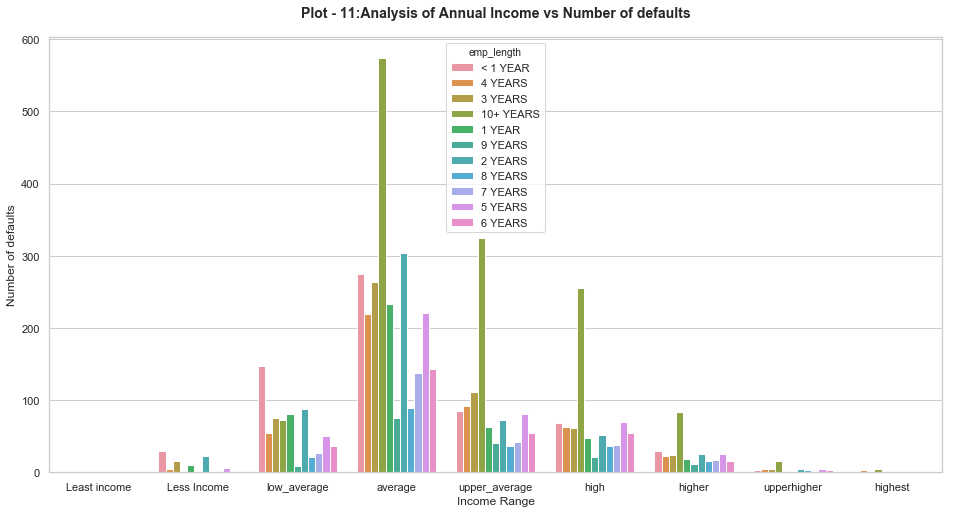 Plot - 11:Analysis of Annual Income vs Number of defaults
600
500
400
300
200
100
0
Number of defaults
emp_length
< 1 YEAR
4 YEARS
3 YEARS
10+ YEARS
1 YEAR
9 YEARS
2 YEARS
8 YEARS
7 YEARS
5 YEARS
6 YEARS
Least income Less Income low_average average upper_average high higher upperhigher highest
Income Range